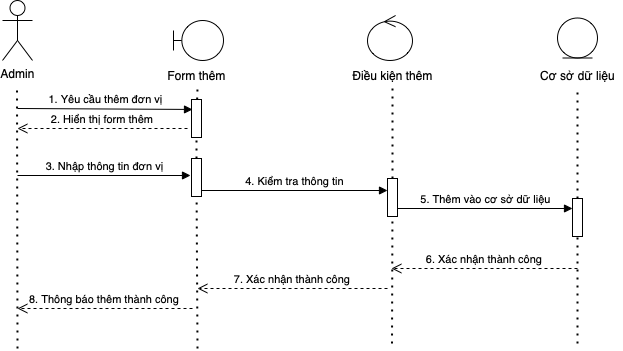 Admin
Form thêm
Điều kiện thêm
Cơ sở dữ liệu
1. Yêu cầu thêm đơn vị
2. Hiển thị form thêm
3. Nhập thông tin đơn vị
4. Kiểm tra thông tin
5. Thêm vào cơ sở dữ liệu
6. Xác nhận thành công
7. Xác nhận thành công
8. Thông báo thêm thành công